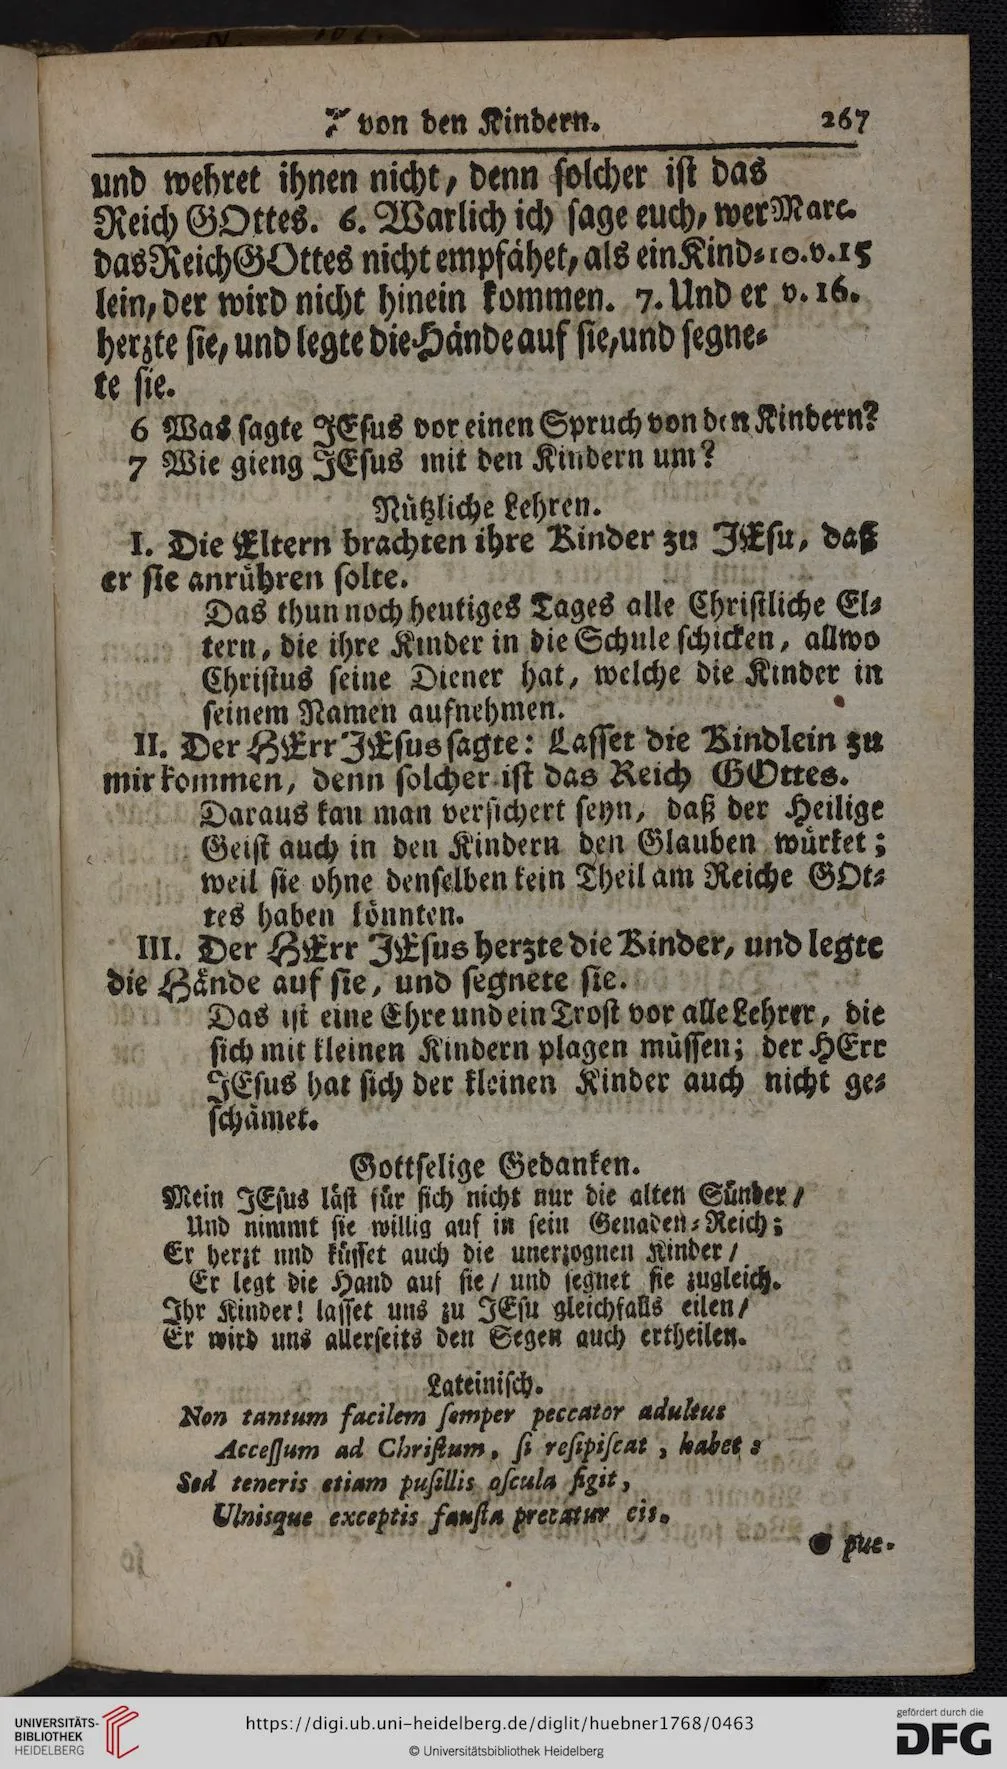 von den Kindern. 267
und wehret ihnen nicht, denn solcher ist das
Reich GOttes. 6. Warlich ich sage euch, wer Marc.
das Reich GOttes nicht empfähet, als ein Kind= 10.v.15
lein, der wird nicht hinein kommen. 7. Und er v. 16.
herzte sie, und legte die Hände auf sie, und segne=
te sie.
6 Was sagte JEsus vor einen Spruch von den Kindern?
7 Wie gieng JEsus mit den Kindern um?
Nützliche Lehren.
I. Die Eltern brachten ihre Kinder zu JEsu, daß
er sie anrühren solte.
Das thun noch heutiges Tages alle Christliche El=
tern, die ihre Kinder in die Schule schicken, allwo
Christus seine Diener hat, welche die Kinder in
seinem Namen aufnehmen.
II. Der HErr JEsus sagte: Lasset die Kindlein zu
mir kommen, denn solcher ist das Reich GOttes.
Daraus kan man versichert seyn, daß der Heilige
Geist auch in den Kindern den Glauben würket;
weil sie ohne denselben kein Theil am Reiche GOt=
tes haben könnten.
III. Der HErr JEsus herzte die Kinder, und legte
die Hände auf sie, und segnete sie.
Das ist eine Ehre und ein Trost vor alle Lehrer, die
sich mit kleinen Kindern plagen müssen; der HErr
JEsus hat sich der kleinen Kinder auch nicht ge=
schämet.
Gottselige Gedanken.
Mein JEsus läst für sich nicht nur die alten Sünder /
Und nimmt sie willig auf in sein Genaden=Reich;
Er herzt und küsset auch die unerzognen Kinder /
Er legt die Hand auf sie / und segnet sie zugleich.
Ihr Kinder! lasset uns zu JEsu gleichfalls eilen /
Er wird uns allerseits den Segen auch ertheilen.
Lateinisch.
Non tantum facilem semper peccator adultus
Accessum ad Christum, si resipiscat, habet:
Sed teneris etiam pusillis oscula figit,
Ulnisque exceptis fausta precatur eis.
pue-
UNIVERSITÄTS-
BIBLIOTHEK
HEIDELBERG
https://digi.ub.uni-heidelberg.de/diglit/huebner1768/0463
© Universitätsbibliothek Heidelberg
gefördert durch die
DFG